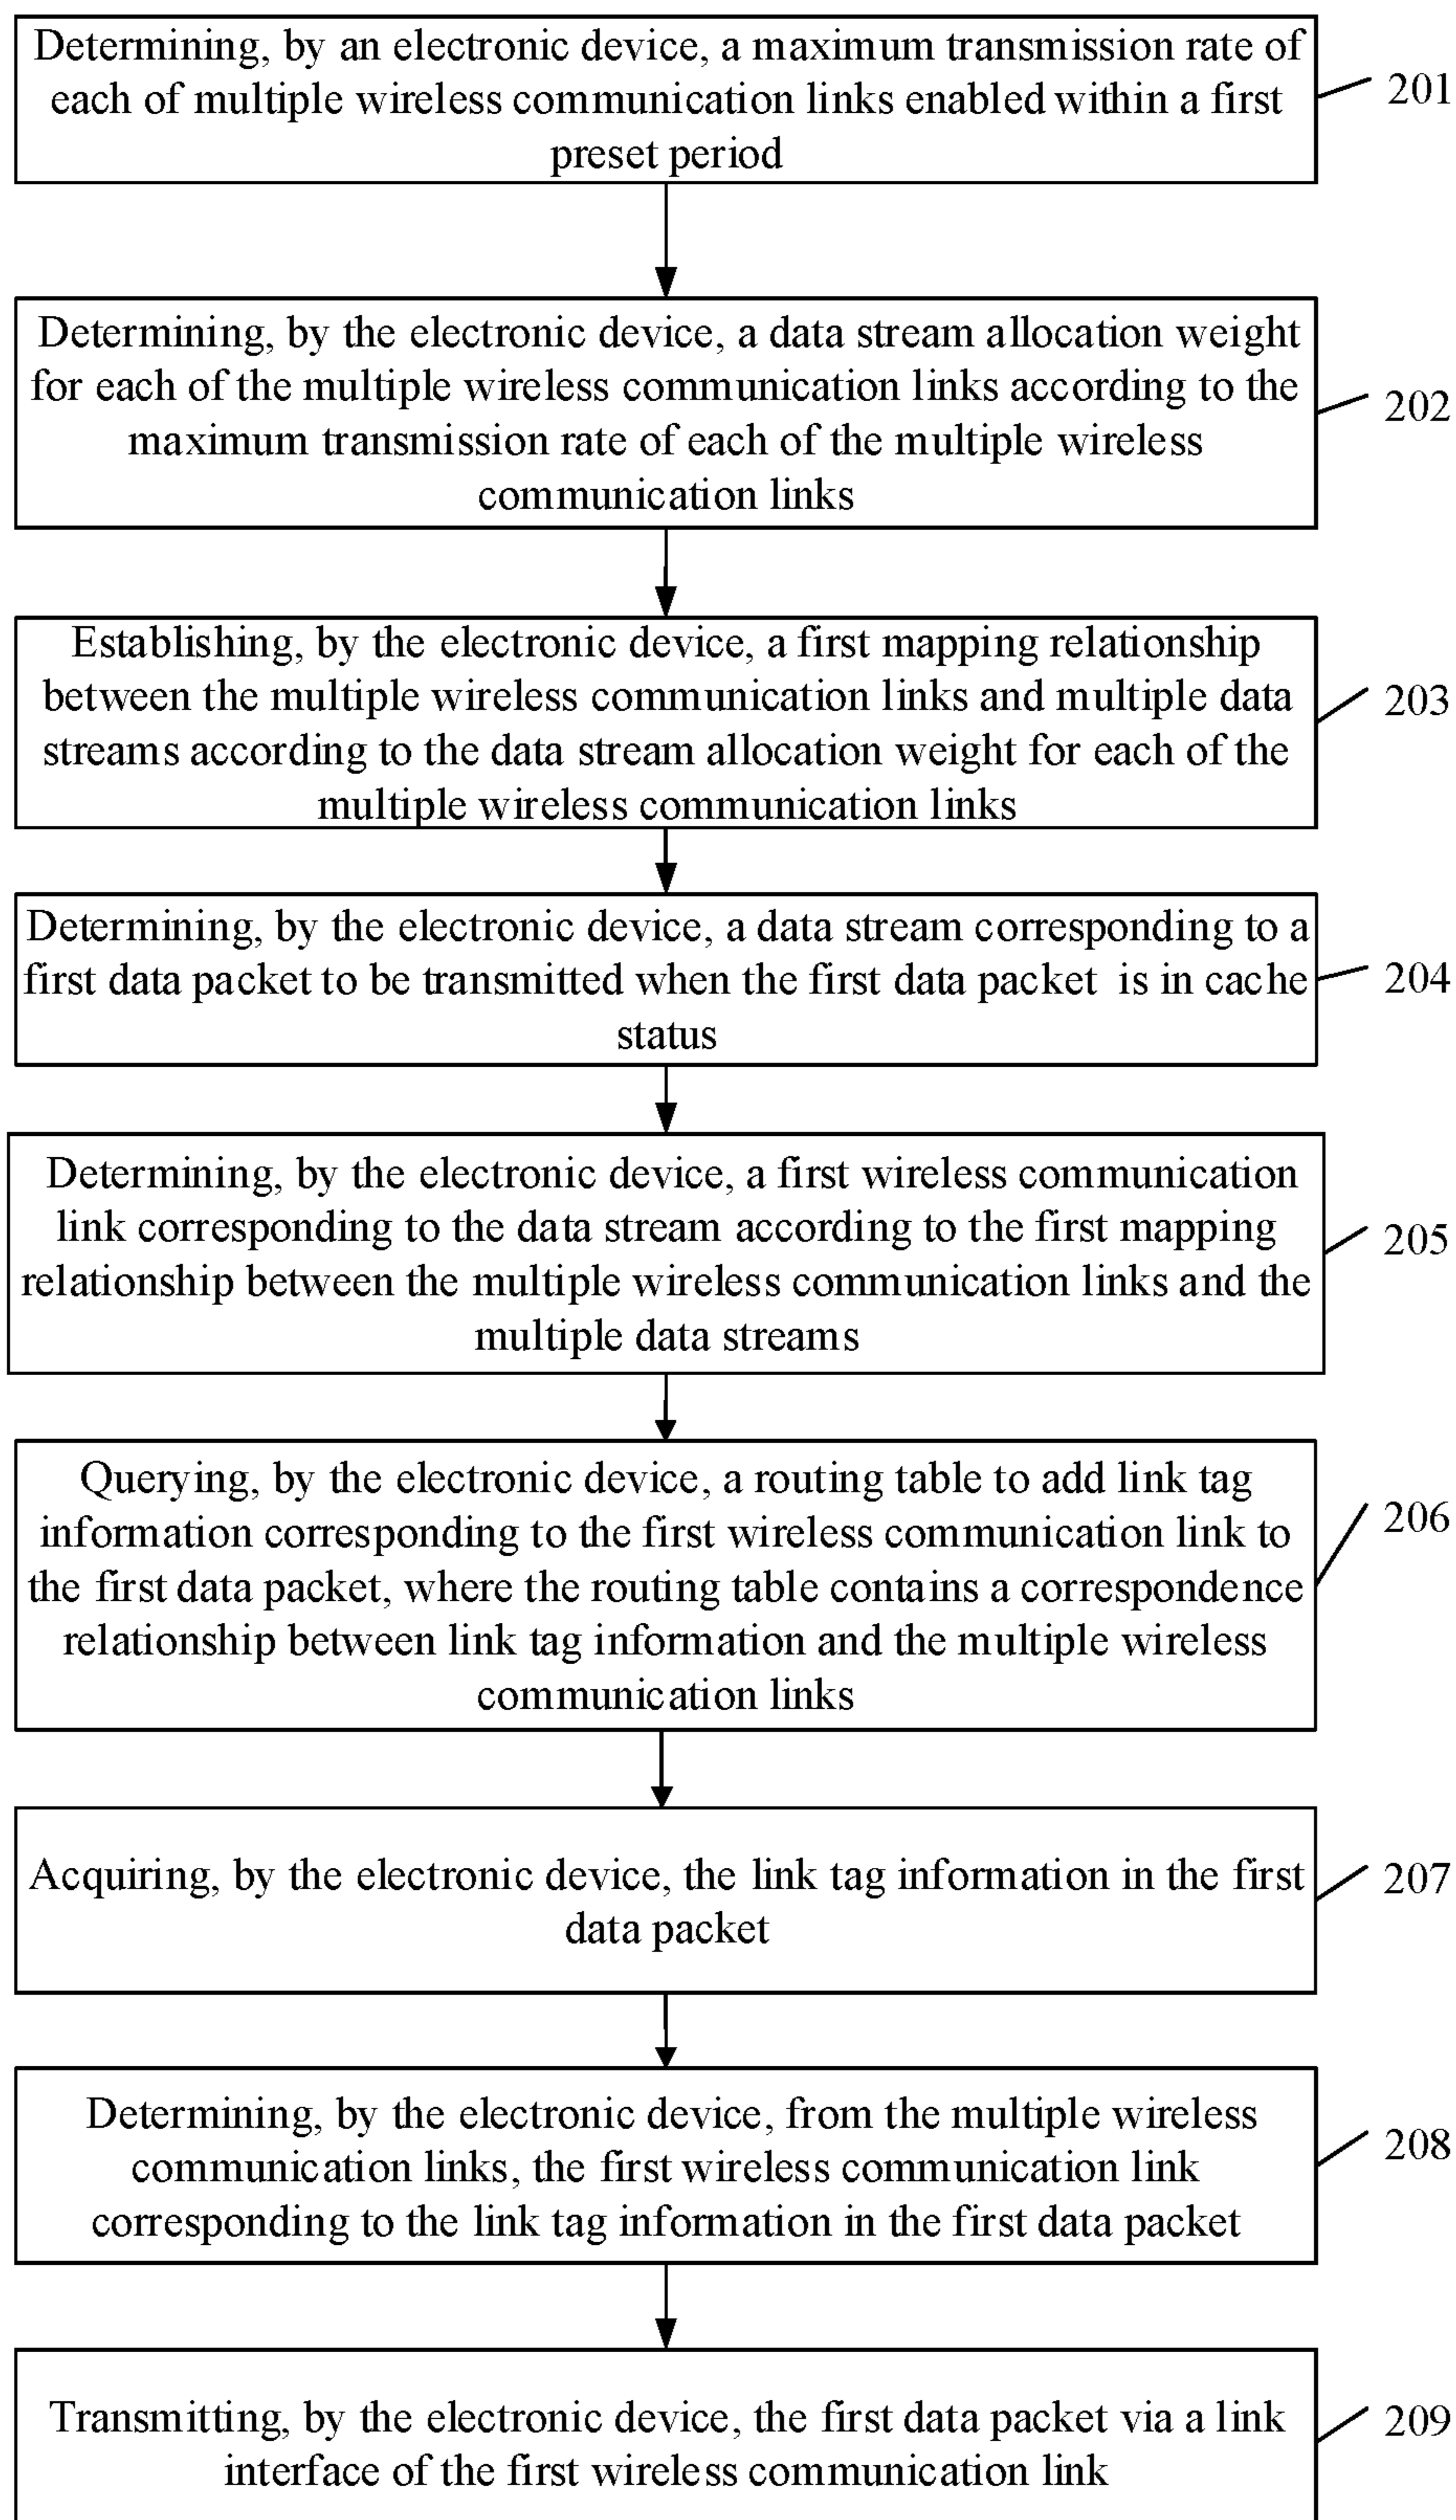 Determining, by an electronic device, a maximum transmission rate of
each of multiple wireless communication links enabled within a first
preset period
201
Determining, by the electronic device, a data stream allocation weight
for each of the multiple wireless communication links according to the
maximum transmission rate of each of the multiple wireless
communication links
202
Establishing, by the electronic device, a first mapping relationship
between the multiple wireless communication links and multiple data
streams according to the data stream allocation weight for each of the
multiple wireless communication links
203
Determining, by the electronic device, a data stream corresponding to a
first data packet to be transmitted when the first data packet is in cache
status
204
Determining, by the electronic device, a first wireless communication
link corresponding to the data stream according to the first mapping
relationship between the multiple wireless communication links and the
multiple data streams
205
Querying, by the electronic device, a routing table to add link tag
information corresponding to the first wireless communication link to
the first data packet, where the routing table contains a correspondence
relationship between link tag information and the multiple wireless
communication links
206
Acquiring, by the electronic device, the link tag information in the first
data packet
207
Determining, by the electronic device, from the multiple wireless
communication links, the first wireless communication link
corresponding to the link tag information in the first data packet
208
Transmitting, by the electronic device, the first data packet via a link
interface of the first wireless communication link
209